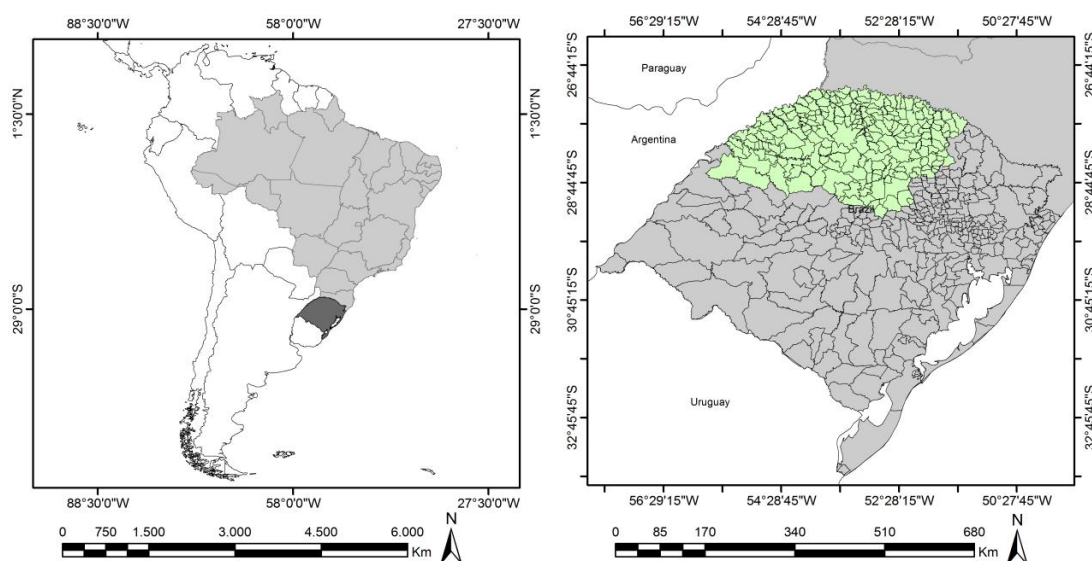 88°30'0"W 58°0'0"W 27°30'0"W
1°30'0"N
29°0'0"S
1°30'0"N
29°0'0"S
88°30'0"W 58°0'0"W 27°30'0"W
0 750 1.500 3.000 4.500 6.000
Km
N
56°29'15"W 54°28'45"W 52°28'15"W 50°27'45"W
26°44'15"S
28°44'45"S
30°45'15"S
32°45'45"S
Paraguay
Argentina
Brazil
Uruguay
26°44'15"S
28°44'45"S
30°45'15"S
32°45'45"S
56°29'15"W 54°28'45"W 52°28'15"W 50°27'45"W
0 85 170 340 510 680
Km
N